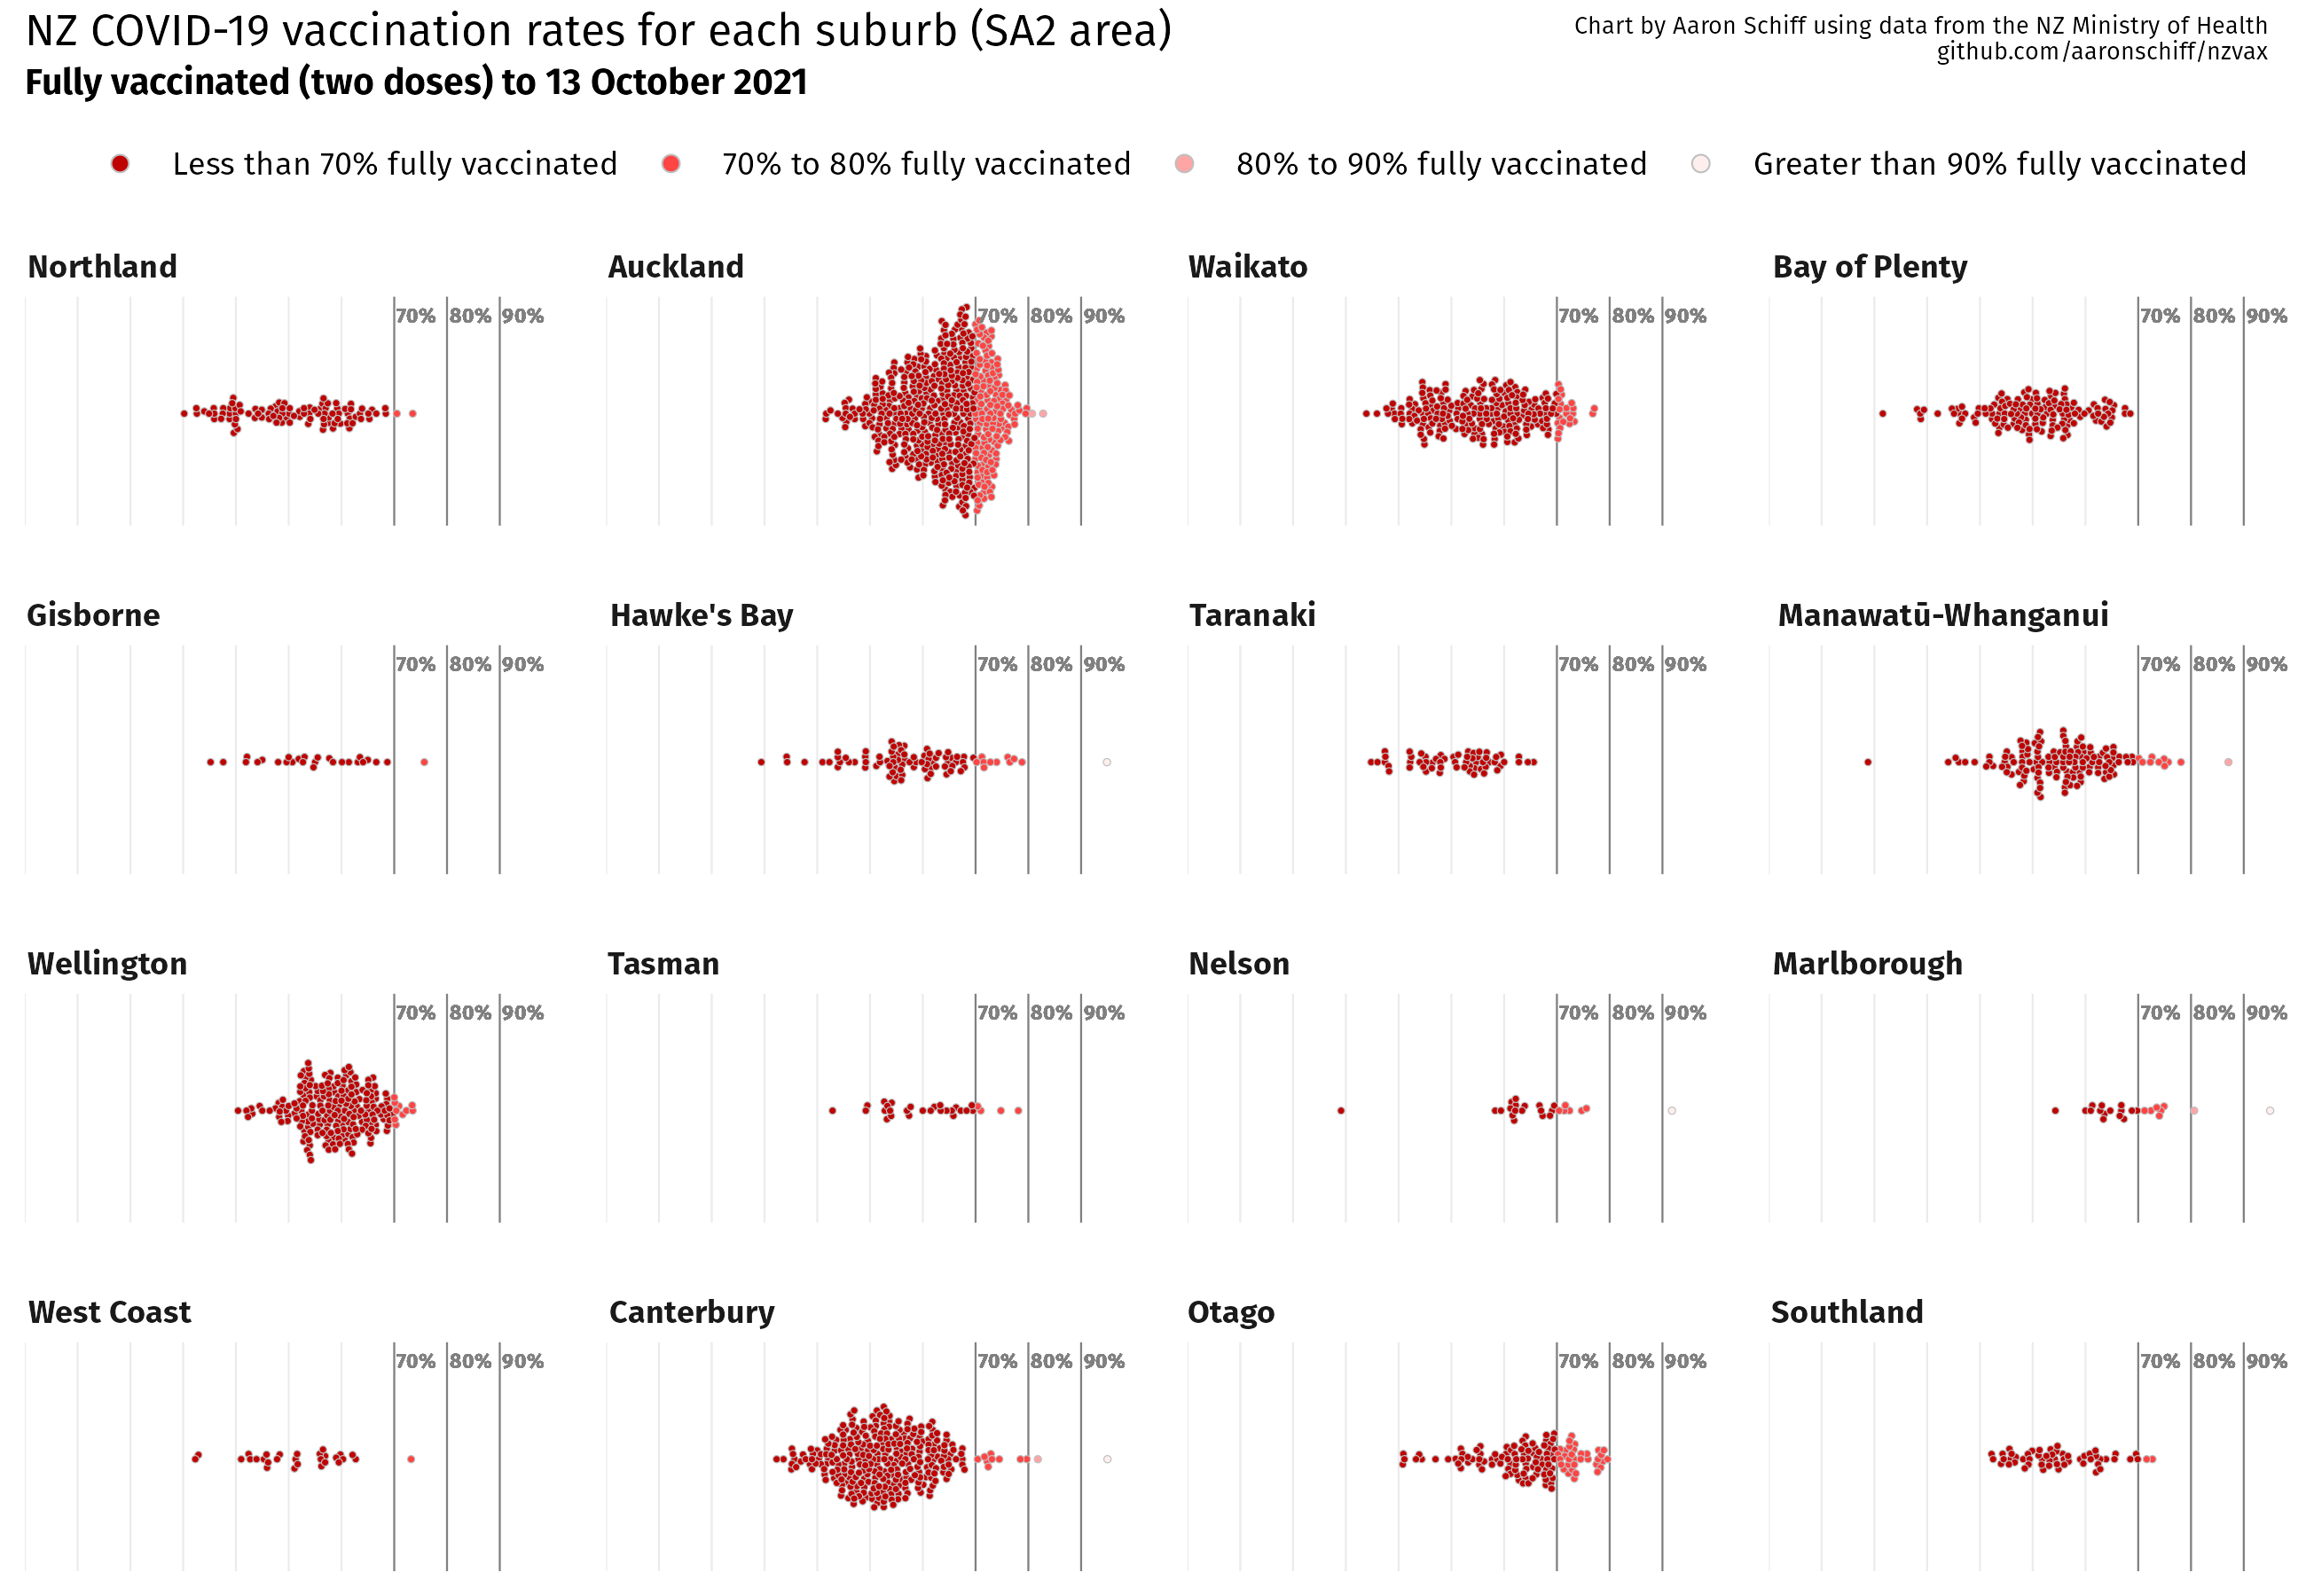 NZ COVID-19 vaccination rates for each suburb (SA2 area)
Fully vaccinated (two doses) to 13 October 2021
Chart by Aaron Schiff using data from the NZ Ministry of Health
github.com/aaronschiff/nzvax
Less than 70% fully vaccinated
70% to 80% fully vaccinated
80% to 90% fully vaccinated
Greater than 90% fully vaccinated
Northland
70% 80% 90%
Auckland
70% 80% 90%
Waikato
70% 80% 90%
Bay of Plenty
70% 80% 90%
Gisborne
70% 80% 90%
Hawke's Bay
70% 80% 90%
Taranaki
70% 80% 90%
Manawatū-Whanganui
70% 80% 90%
Wellington
70% 80% 90%
Tasman
70% 80% 90%
Nelson
70% 80% 90%
Marlborough
70% 80% 90%
West Coast
70% 80% 90%
Canterbury
70% 80% 90%
Otago
70% 80% 90%
Southland
70% 80% 90%